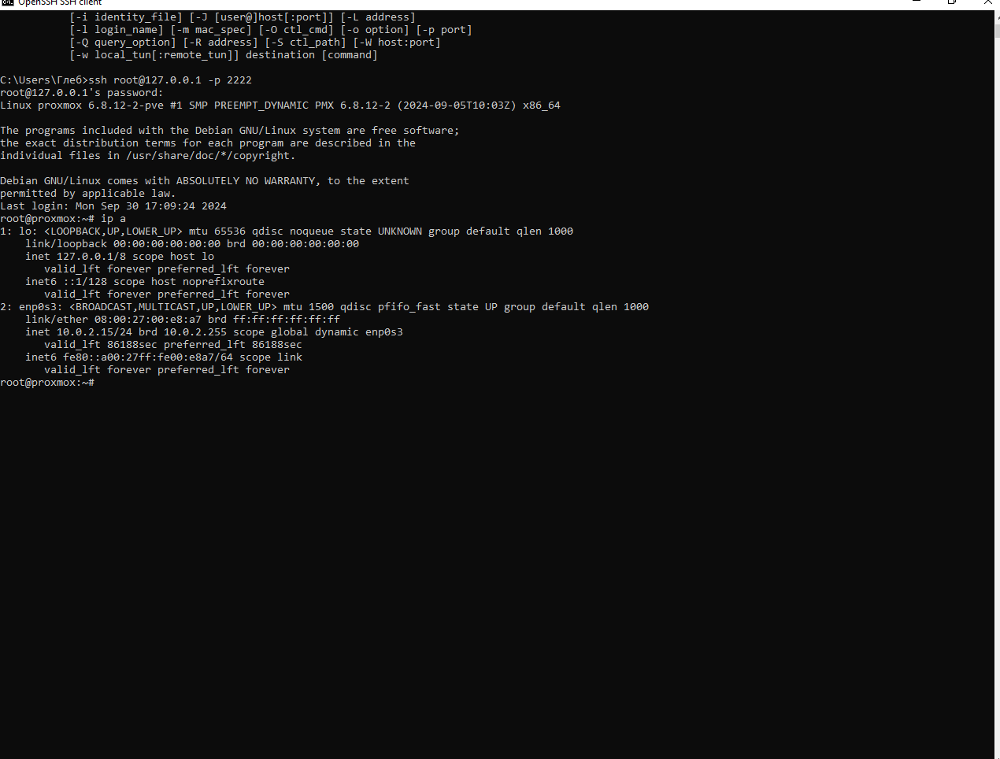 OpenSSH SSH client
[-i identity_file] [-J [user@]host[:port]] [-L address]
[-l login_name] [-m mac_spec] [-O ctl_cmd] [-o option] [-p port]
[-Q query_option] [-R address] [-S ctl_path] [-W host:port]
[-w local_tun[:remote_tun]] destination [command]
C:\Users\Глеб>ssh root@127.0.0.1 -p 2222
root@127.0.0.1's password:
Linux proxmox 6.8.12-2-pve #1 SMP PREEMPT_DYNAMIC PMX 6.8.12-2 (2024-09-05T10:03Z) x86_64
The programs included with the Debian GNU/Linux system are free software;
the exact distribution terms for each program are described in the
individual files in /usr/share/doc/*/copyright.
Debian GNU/Linux comes with ABSOLUTELY NO WARRANTY, to the extent
permitted by applicable law.
Last login: Mon Sep 30 17:09:24 2024
root@proxmox:~# ip a
1: lo: <LOOPBACK,UP,LOWER_UP> mtu 65536 qdisc noqueue state UNKNOWN group default qlen 1000
link/loopback 00:00:00:00:00:00 brd 00:00:00:00:00:00
inet 127.0.0.1/8 scope host lo
valid_lft forever preferred_lft forever
inet6 ::1/128 scope host noprefixroute
valid_lft forever preferred_lft forever
2: enp0s3: <BROADCAST,MULTICAST,UP,LOWER_UP> mtu 1500 qdisc pfifo_fast state UP group default qlen 1000
link/ether 08:00:27:00:e8:a7 brd ff:ff:ff:ff:ff:ff
inet 10.0.2.15/24 brd 10.0.2.255 scope global dynamic enp0s3
valid_lft 86188sec preferred_lft 86188sec
inet6 fe80::a00:27ff:fe00:e8a7/64 scope link
valid_lft forever preferred_lft forever
root@proxmox:~#